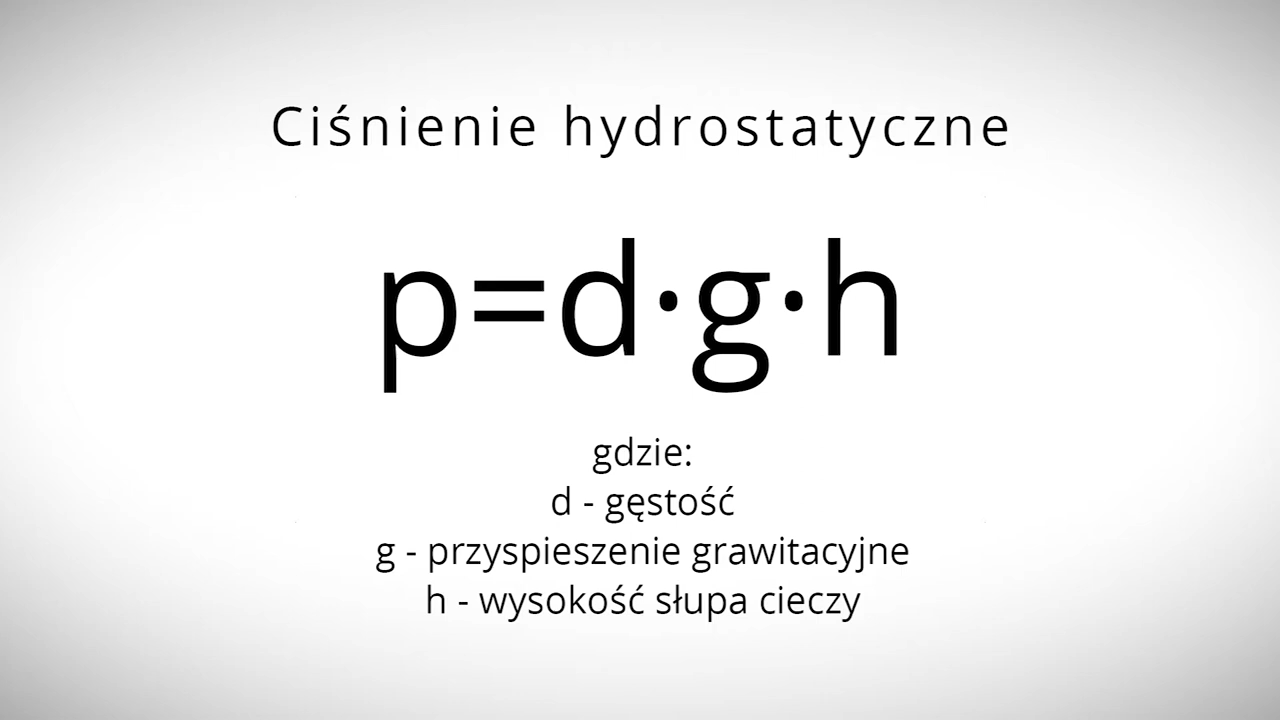 Ciśnienie hydrostatyczne
p=d·g·h
gdzie:
d - gęstość
g - przyspieszenie grawitacyjne
h - wysokość słupa cieczy